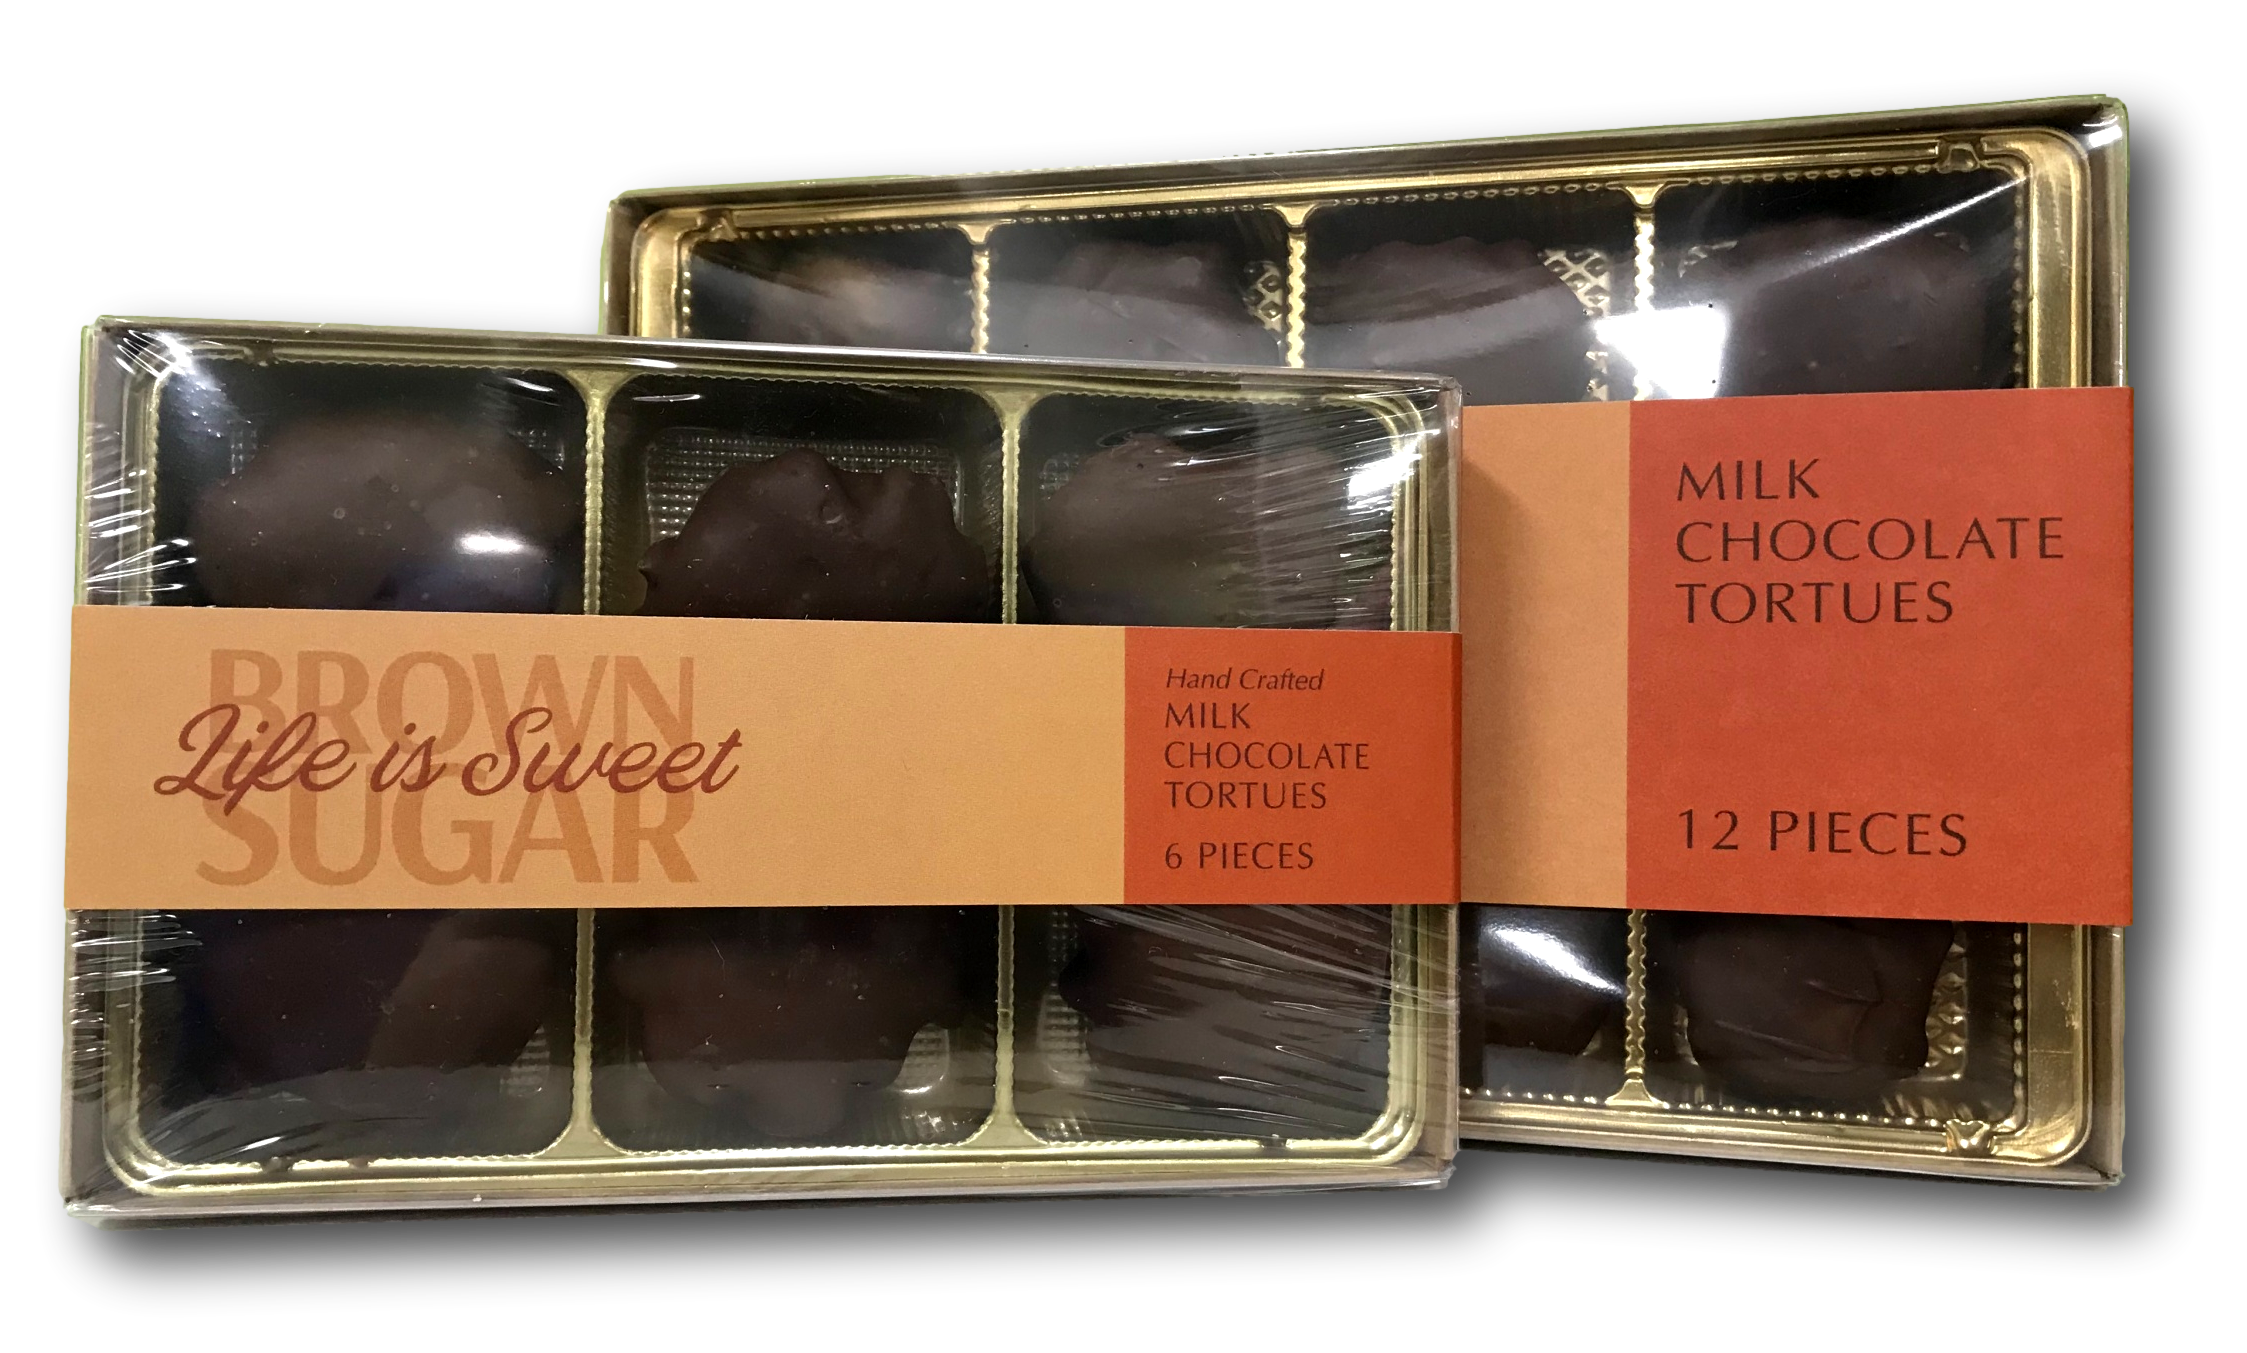 BROWN
Life is Sweet
SUGAR
Hand Crafted
MILK
CHOCOLATE
TORTUES
6 PIECES
MILK
CHOCOLATE
TORTUES
12 PIECES